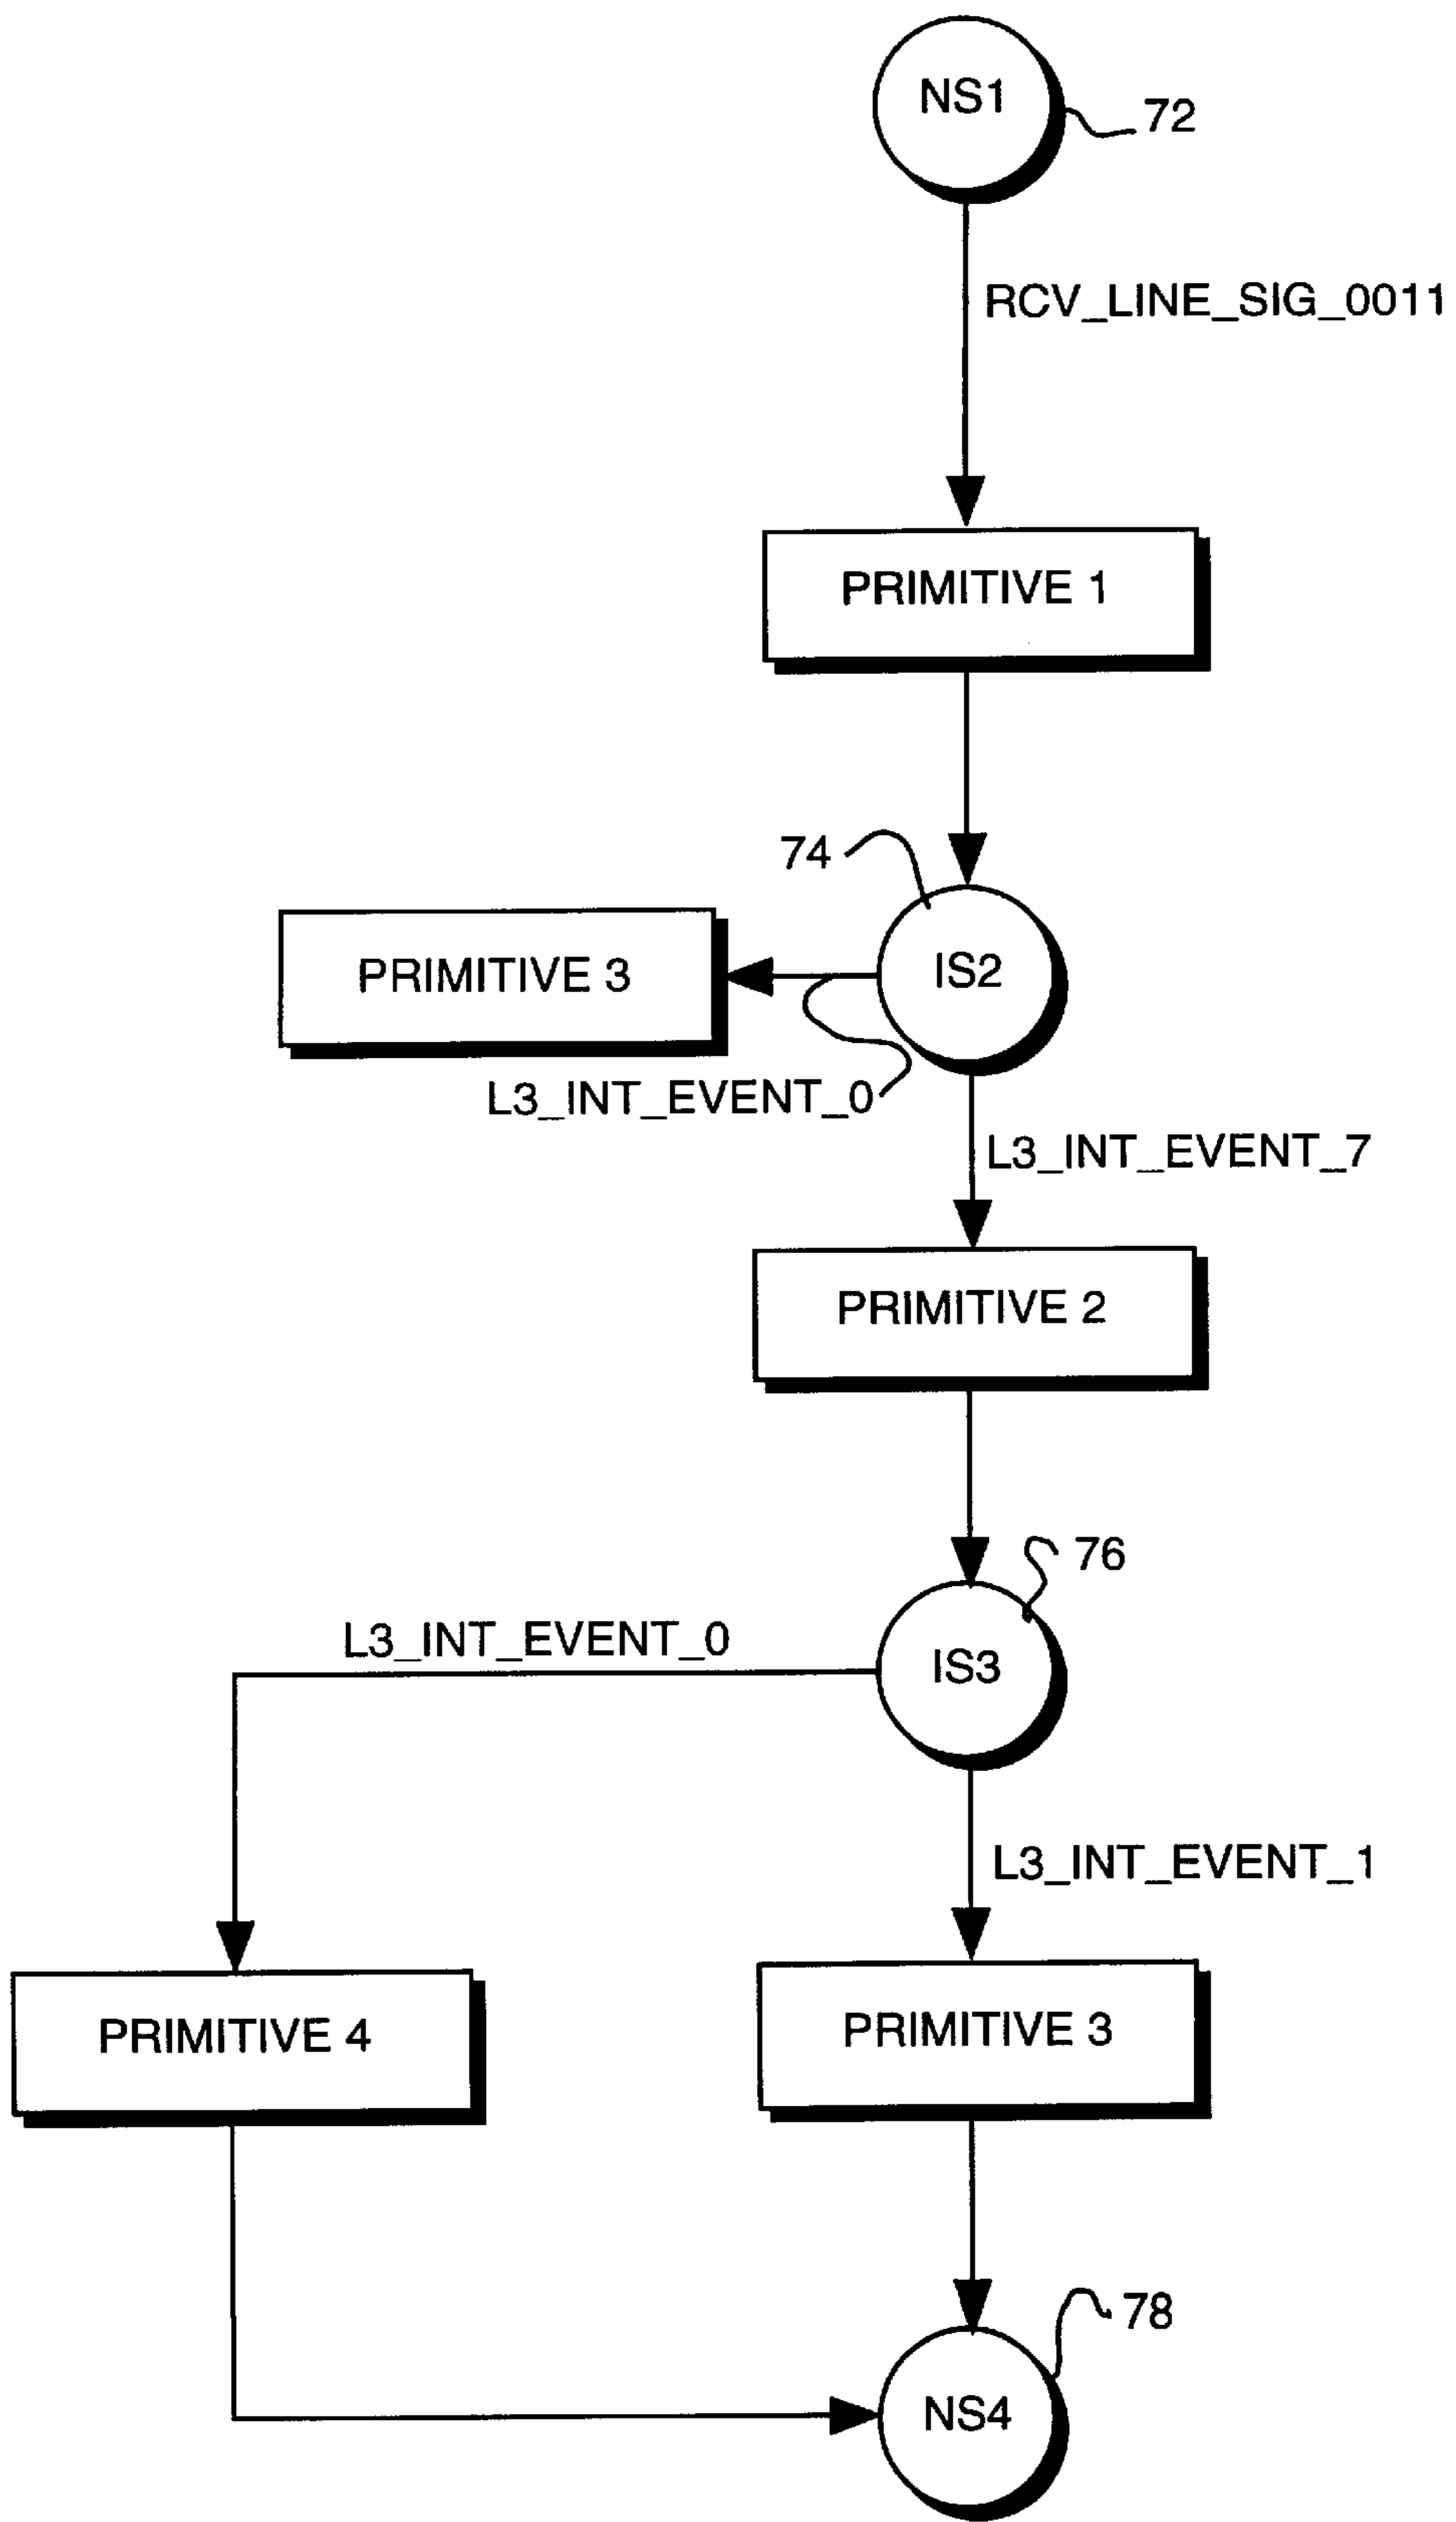 NS1
72
RCV_LINE_SIG_0011
PRIMITIVE 1
74
PRIMITIVE 3
IS2
L3_INT_EVENT_0
L3_INT_EVENT_7
PRIMITIVE 2
76
L3_INT_EVENT_0
IS3
L3_INT_EVENT_1
PRIMITIVE 4
PRIMITIVE 3
78
NS4